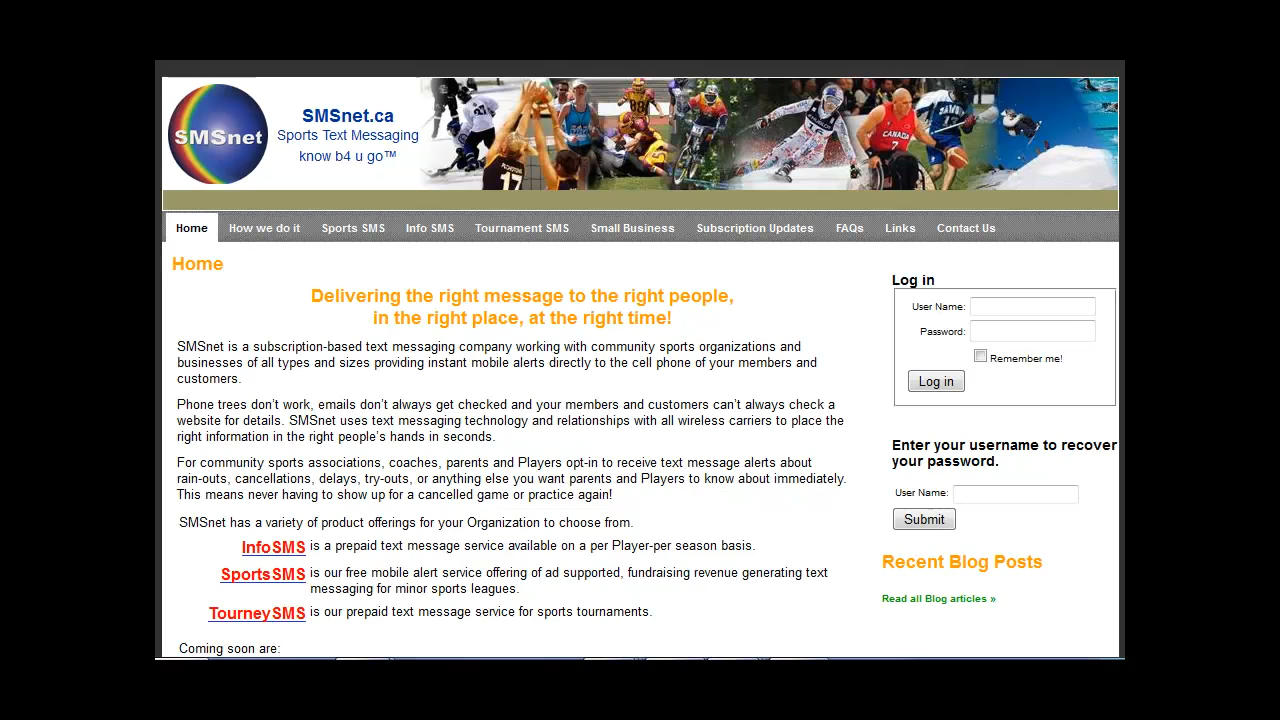 SMSnet
SMSnet.ca
Sports Text Messaging
know b4 u go™
17
37
88
CANADA
7
Home
How we do it
Sports SMS
Info SMS
Tournament SMS
Small Business
Subscription Updates
FAQs
Links
Contact Us
Home
Delivering the right message to the right people,
in the right place, at the right time!
SMSnet is a subscription-based text messaging company working with community sports organizations and
businesses of all types and sizes providing instant mobile alerts directly to the cell phone of your members and
customers.
Phone trees don't work, emails don't always get checked and your members and customers can't always check a
website for details. SMSnet uses text messaging technology and relationships with all wireless carriers to place the
right information in the right people's hands in seconds.
For community sports associations, coaches, parents and Players opt-in to receive text message alerts about
rain-outs, cancellations, delays, try-outs, or anything else you want parents and Players to know about immediately.
This means never having to show up for a cancelled game or practice again!
SMSnet has a variety of product offerings for your Organization to choose from.
InfoSMS is a prepaid text message service available on a per Player-per season basis.
SportsSMS is our free mobile alert service offering of ad supported, fundraising revenue generating text
messaging for minor sports leagues.
TourneySMS is our prepaid text message service for sports tournaments.
Coming soon are:
Log in
User Name:
Password:
Remember me!
Log in
Enter your username to recover
your password.
User Name:
Submit
Recent Blog Posts
Read all Blog articles »